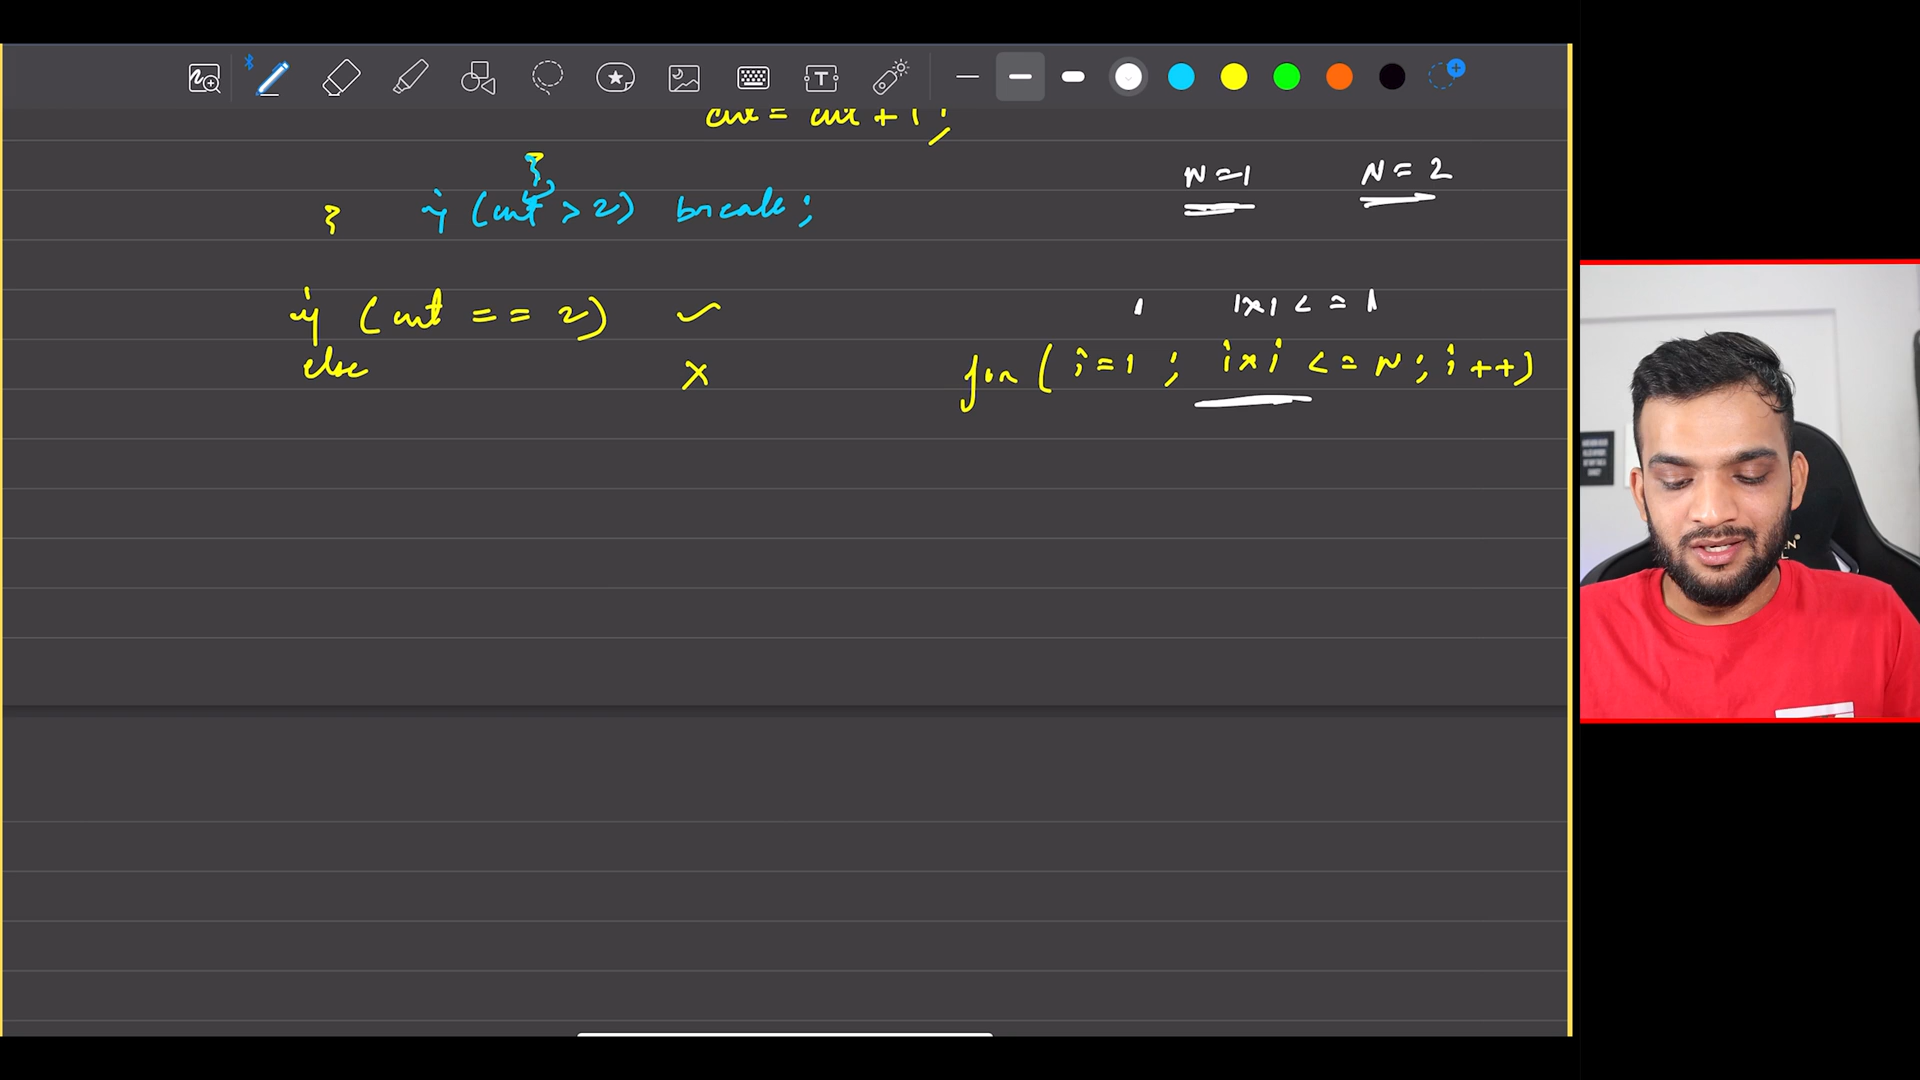 cnt = cnt + 1;
}
N=1 N=2
} if (cnt > 2) break;
if (cnt == 2) ✓
1 1x1 <= 1
else ×
for ( i=1 ; i x i <= N; i++)
T